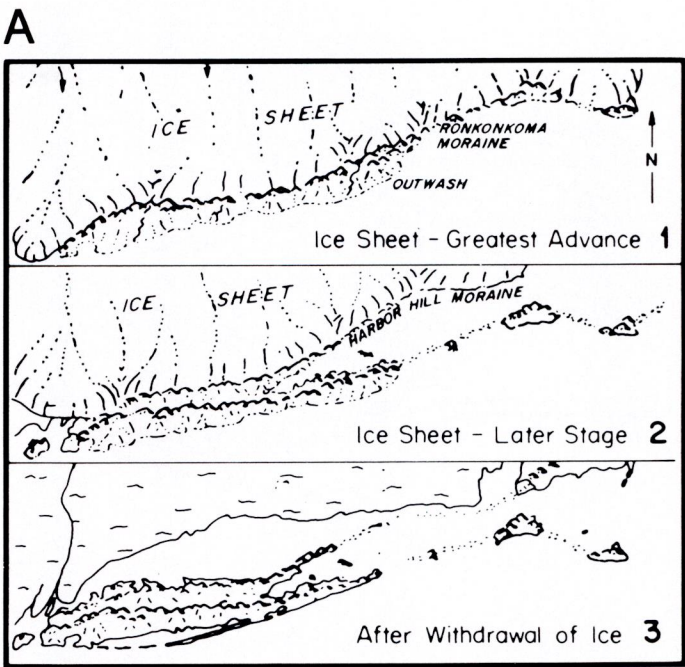 A
ICE SHEET
RONKONKOMA
MORAINE
N
OUTWASH
Ice Sheet - Greatest Advance 1
ICE SHEET
HARBOR HILL MORAINE
Ice Sheet - Later Stage 2
After Withdrawal of Ice 3